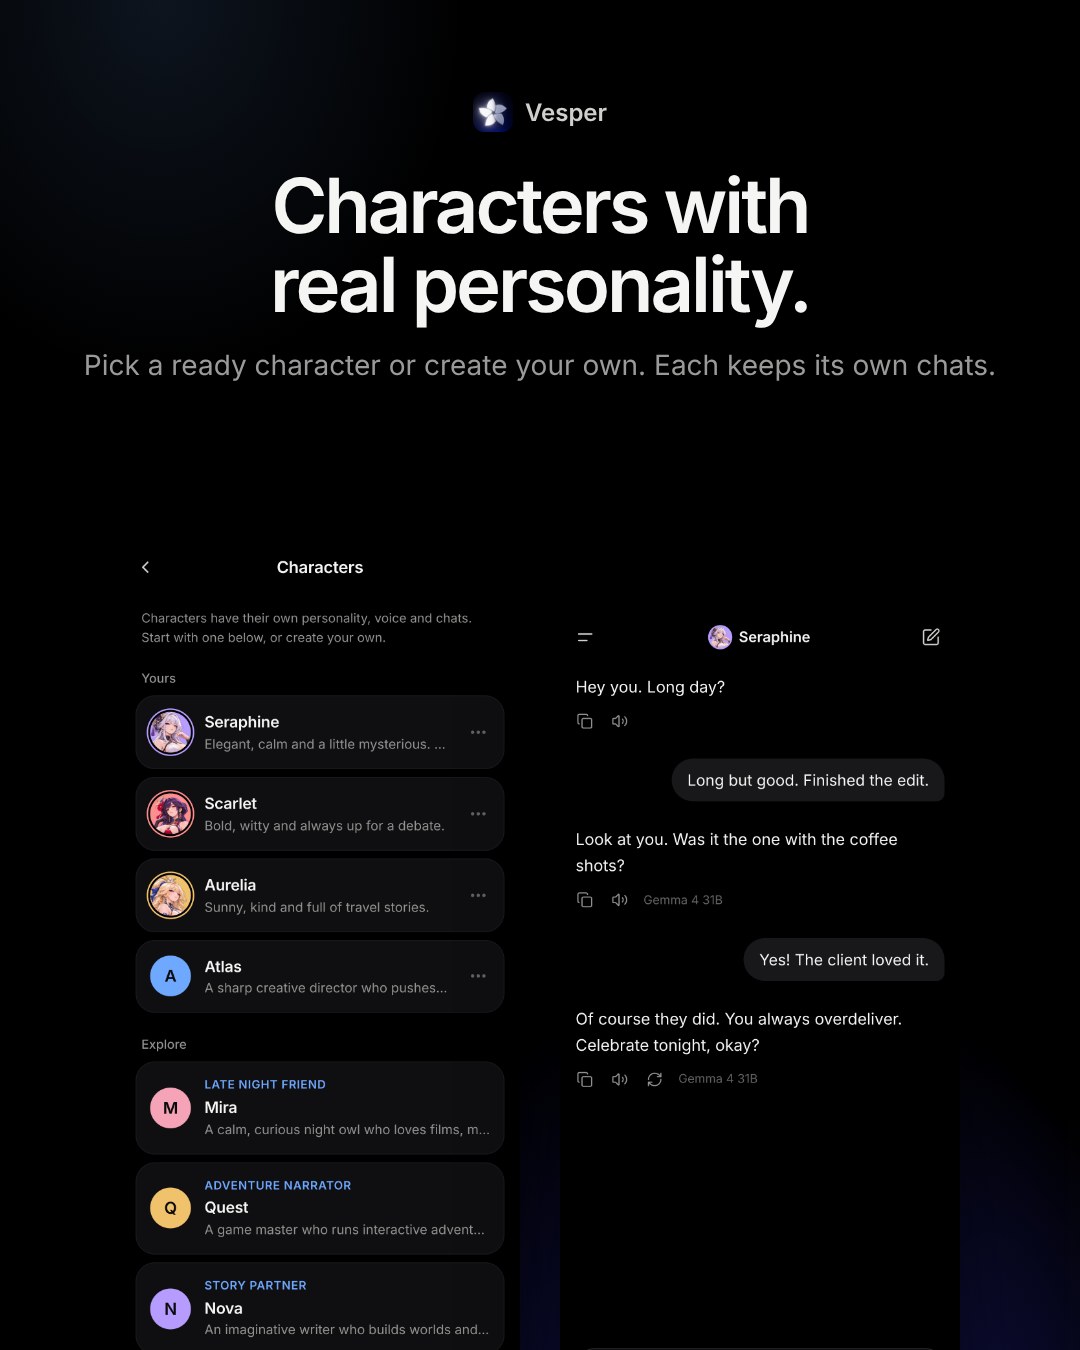 Vesper
Characters with
real personality.
Pick a ready character or create your own. Each keeps its own chats.
Characters
Characters have their own personality, voice and chats.
Start with one below, or create your own.
Yours
Seraphine
Elegant, calm and a little mysterious. ...
Scarlet
Bold, witty and always up for a debate.
Aurelia
Sunny, kind and full of travel stories.
A
Atlas
A sharp creative director who pushes...
Explore
LATE NIGHT FRIEND
M
Mira
A calm, curious night owl who loves films, m...
ADVENTURE NARRATOR
Q
Quest
A game master who runs interactive advent...
STORY PARTNER
N
Nova
An imaginative writer who builds worlds and...
Seraphine
Hey you. Long day?
Long but good. Finished the edit.
Look at you. Was it the one with the coffee
shots?
Gemma 4 31B
Yes! The client loved it.
Of course they did. You always overdeliver.
Celebrate tonight, okay?
Gemma 4 31B